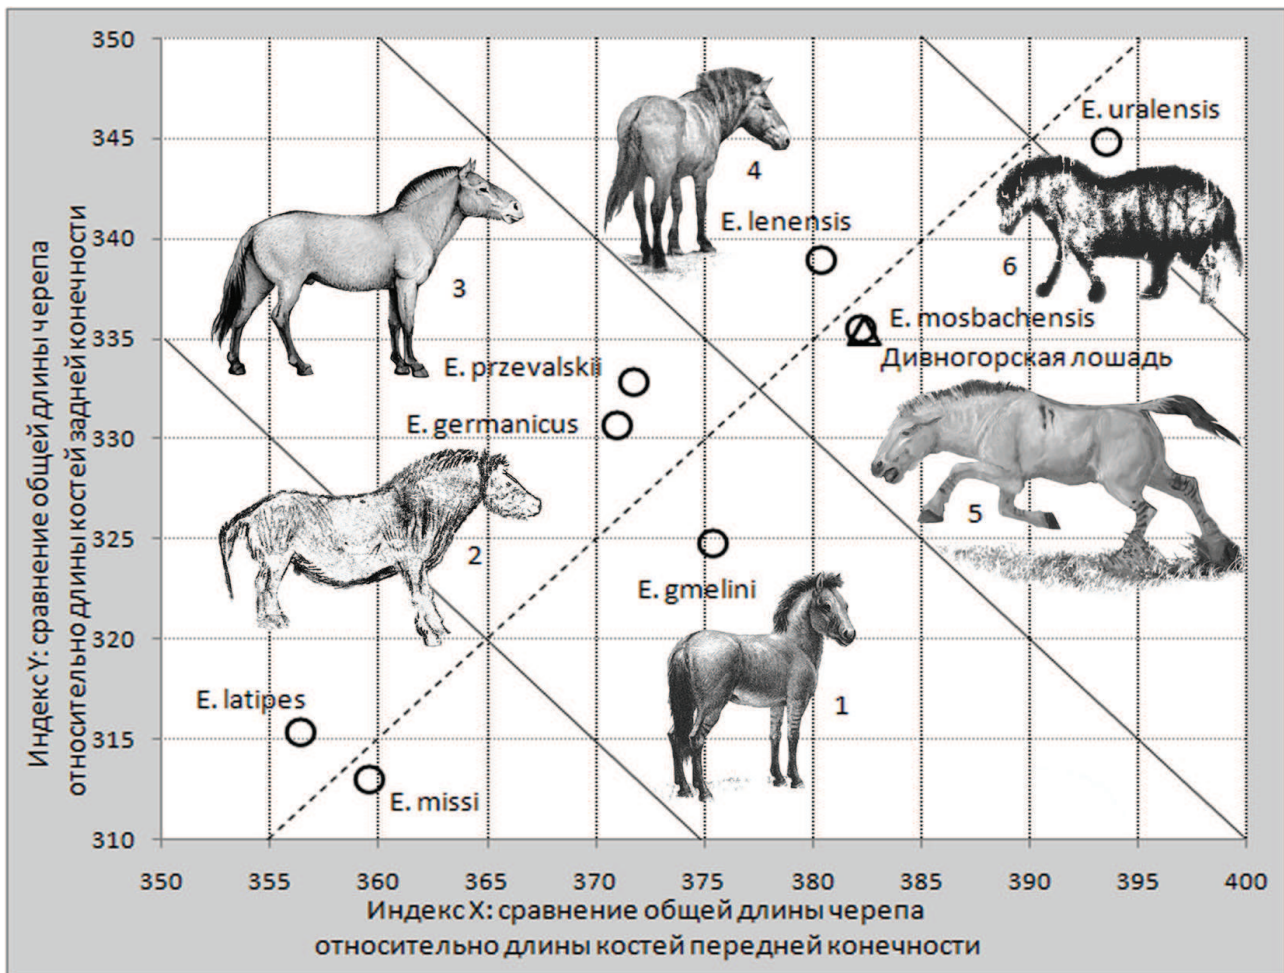 Индекс Y: сравнение общей длины черепа
относительно длины костей задней конечности
350
345
340
335
330
325
320
315
310
E. uralensis
4
E. lenensis
3
6
E. mosbachensis
Дивногорская лошадь
E. przevalskii
E. germanicus
5
2
E. gmelini
E. latipes
1
E. missi
350 355 360 365 370 375 380 385 390 395 400
Индекс X: сравнение общей длины черепа
относительно длины костей передней конечности